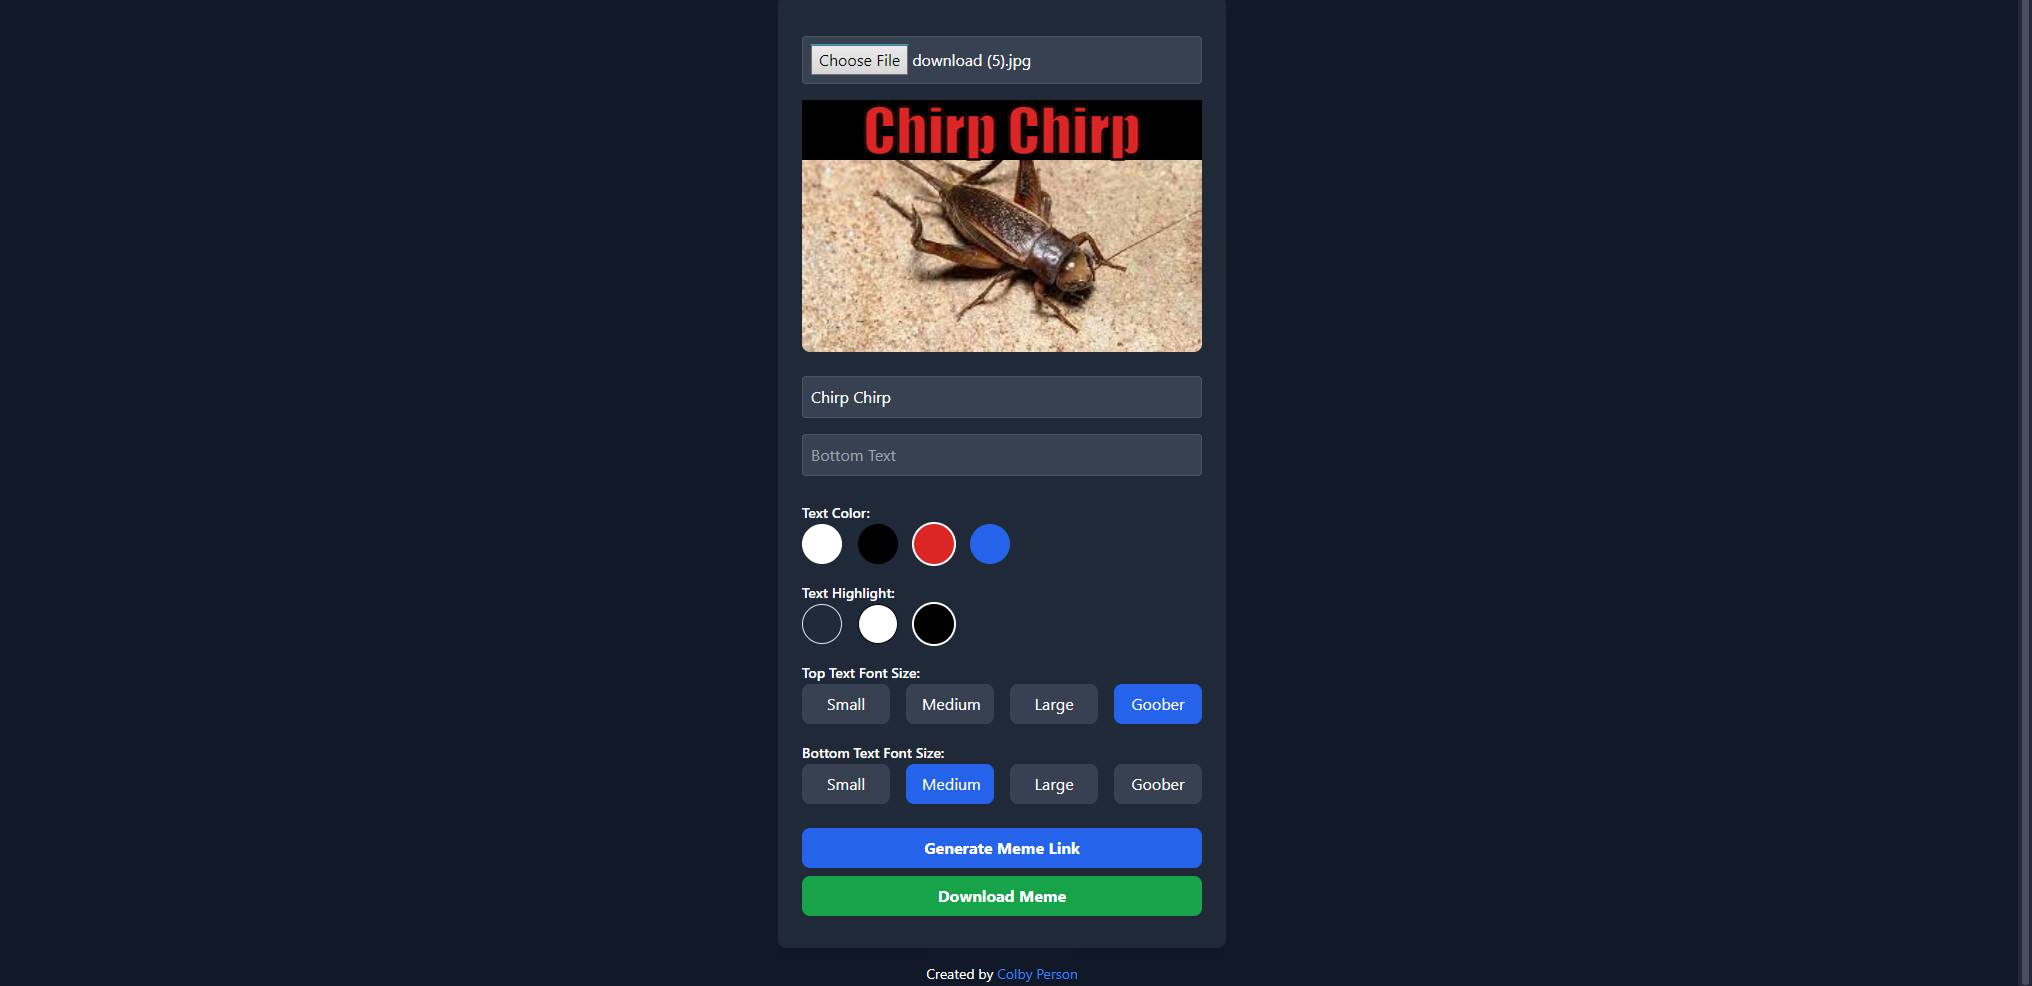 Choose File download (5).jpg
Chirp Chirp
Chirp Chirp
Bottom Text
Text Color:
Text Highlight:
Top Text Font Size:
Small Medium Large Goober
Bottom Text Font Size:
Small Medium Large Goober
Generate Meme Link
Download Meme
Created by Colby Person